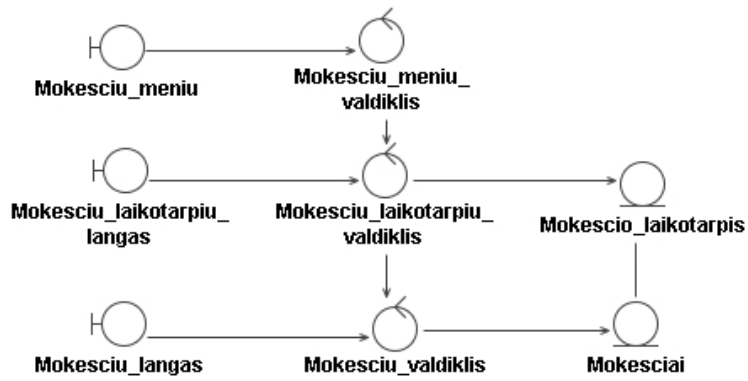 Mokesciu_meniu
Mokesciu_meniu_
valdiklis
Mokesciu_laikotarpiu_
langas
Mokesciu_laikotarpiu_
valdiklis
Mokescio_laikotarpis
Mokesciu_langas
Mokesciu_valdiklis
Mokesciai